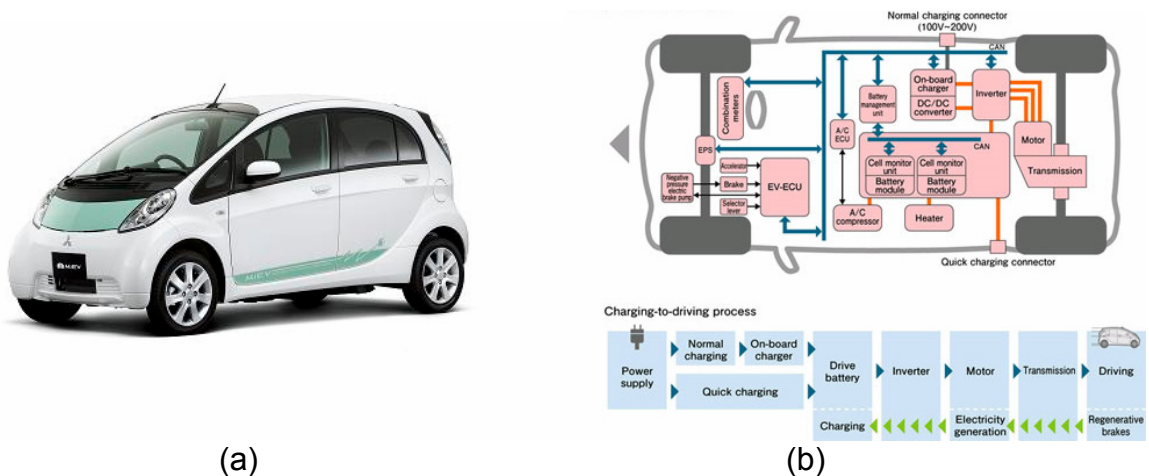 Normal charging connector
(100V~200V)
CAN
Combination
meters
Battery
management
unit
On-board
charger
DC/DC
converter
Inverter
A/C
ECU
EPS
CAN
Motor
Accelerator
Negative
pressure
electric
brake pump
Brake
EV-ECU
Selector
lever
Cell monitor
unit
Battery
module
Cell monitor
unit
Battery
module
Transmission
A/C
compressor
Heater
Quick charging connector
Charging-to-driving process
Power
supply
Normal
charging
On-board
charger
Quick charging
Drive
battery
Inverter
Motor
Transmission
Driving
Charging
Electricity
generation
Regenerative
brakes
i MiEV
MiEV
(a)
(b)